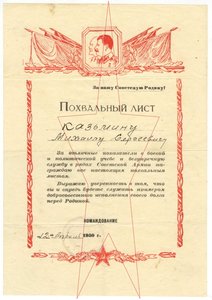 За нашу Советскую Родину!
ПОХВАЛЬНЫЙ ЛИСТ
Казьмину
Михаилу Сергеевичу
За отличные показатели в боевой
и политической учебе и безупречную
службу в рядах Советской Армии на-
граждаю вас настоящим похвальным
листом.
Выражаю уверенность в том, что
вы и впредь будете служить примером
добросовестного исполнения своего долга
перед Родиной.
КОМАНДОВАНИЕ
апреля 1950 г.